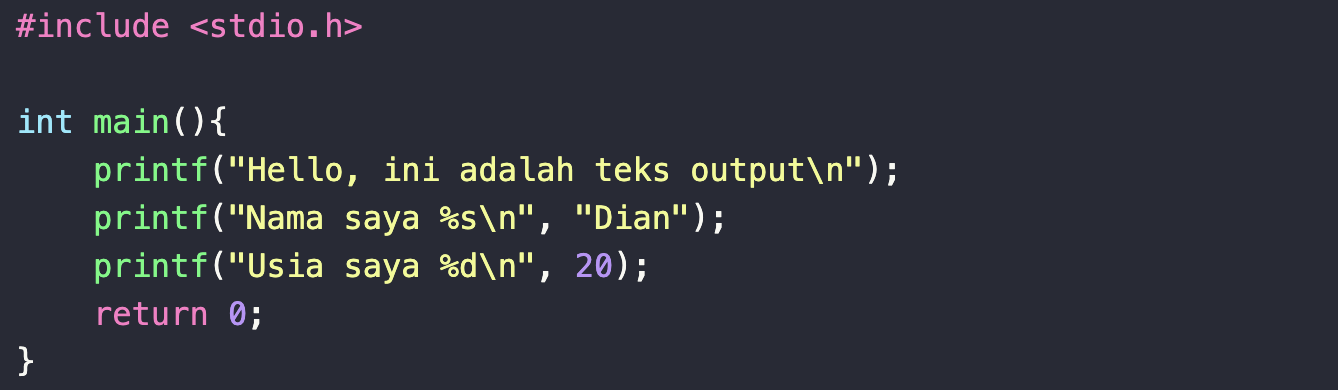 #include <stdio.h>
int main(){
    printf("Hello, ini adalah teks output\n");
    printf("Nama saya %s\n", "Dian");
    printf("Usia saya %d\n", 20);
    return 0;
}